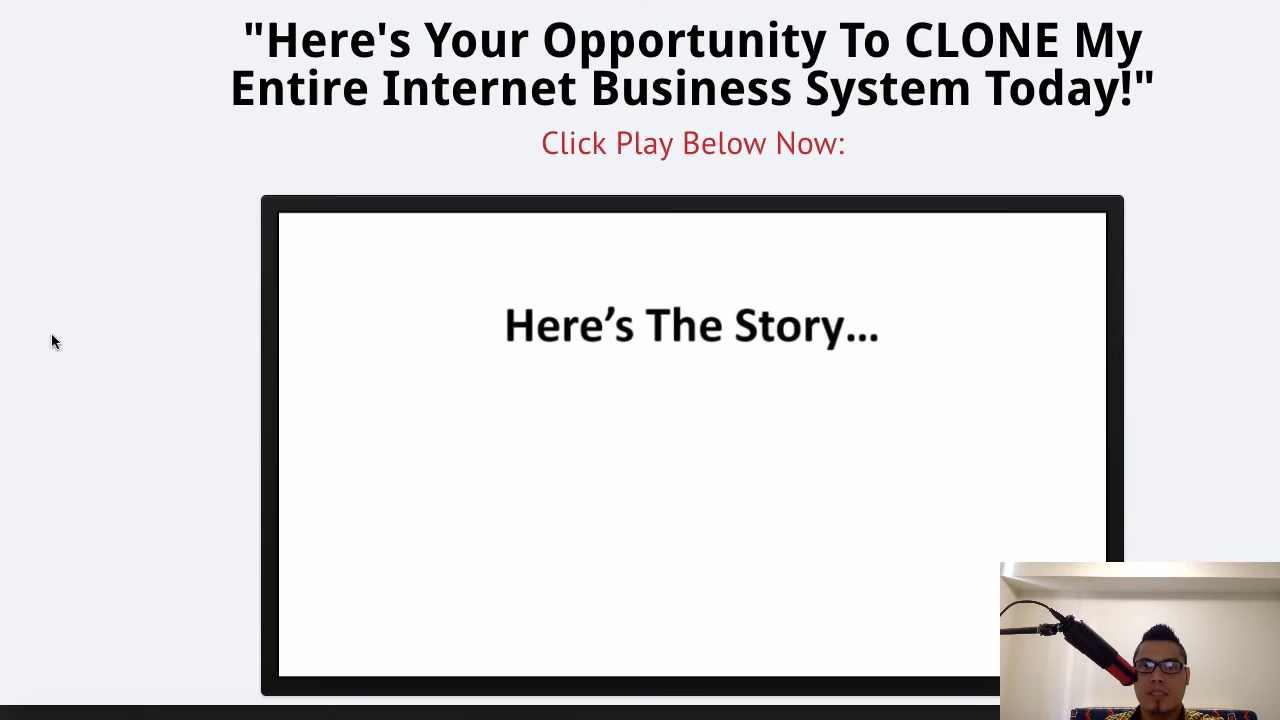 "Here's Your Opportunity To CLONE My
Entire Internet Business System Today!"
Click Play Below Now:
Here’s The Story...